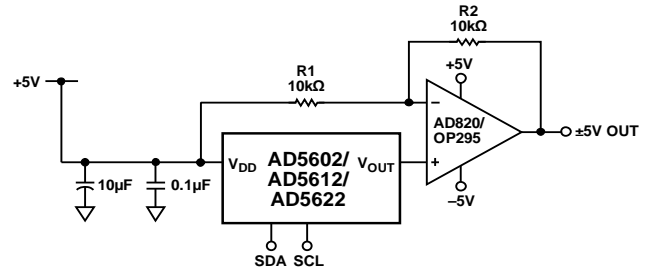 R2
10kΩ
+5V
R1
10kΩ
+5V
−
AD820/
OP295
±5V OUT
+
−5V
VDD
AD5602/
AD5612/
AD5622
VOUT
10µF
0.1µF
SDA SCL